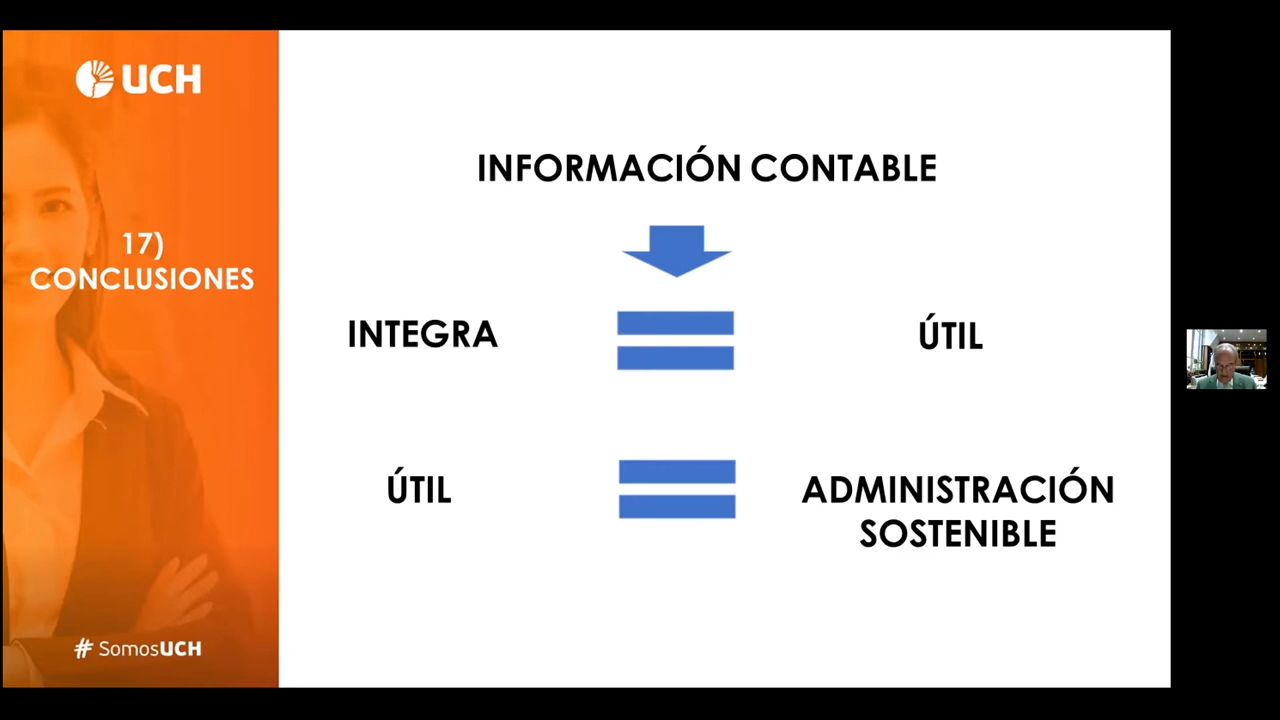 UCH
17)
CONCLUSIONES
# SomosUCH
INFORMACIÓN CONTABLE
INTEGRA
ÚTIL
ÚTIL
ADMINISTRACIÓN
SOSTENIBLE